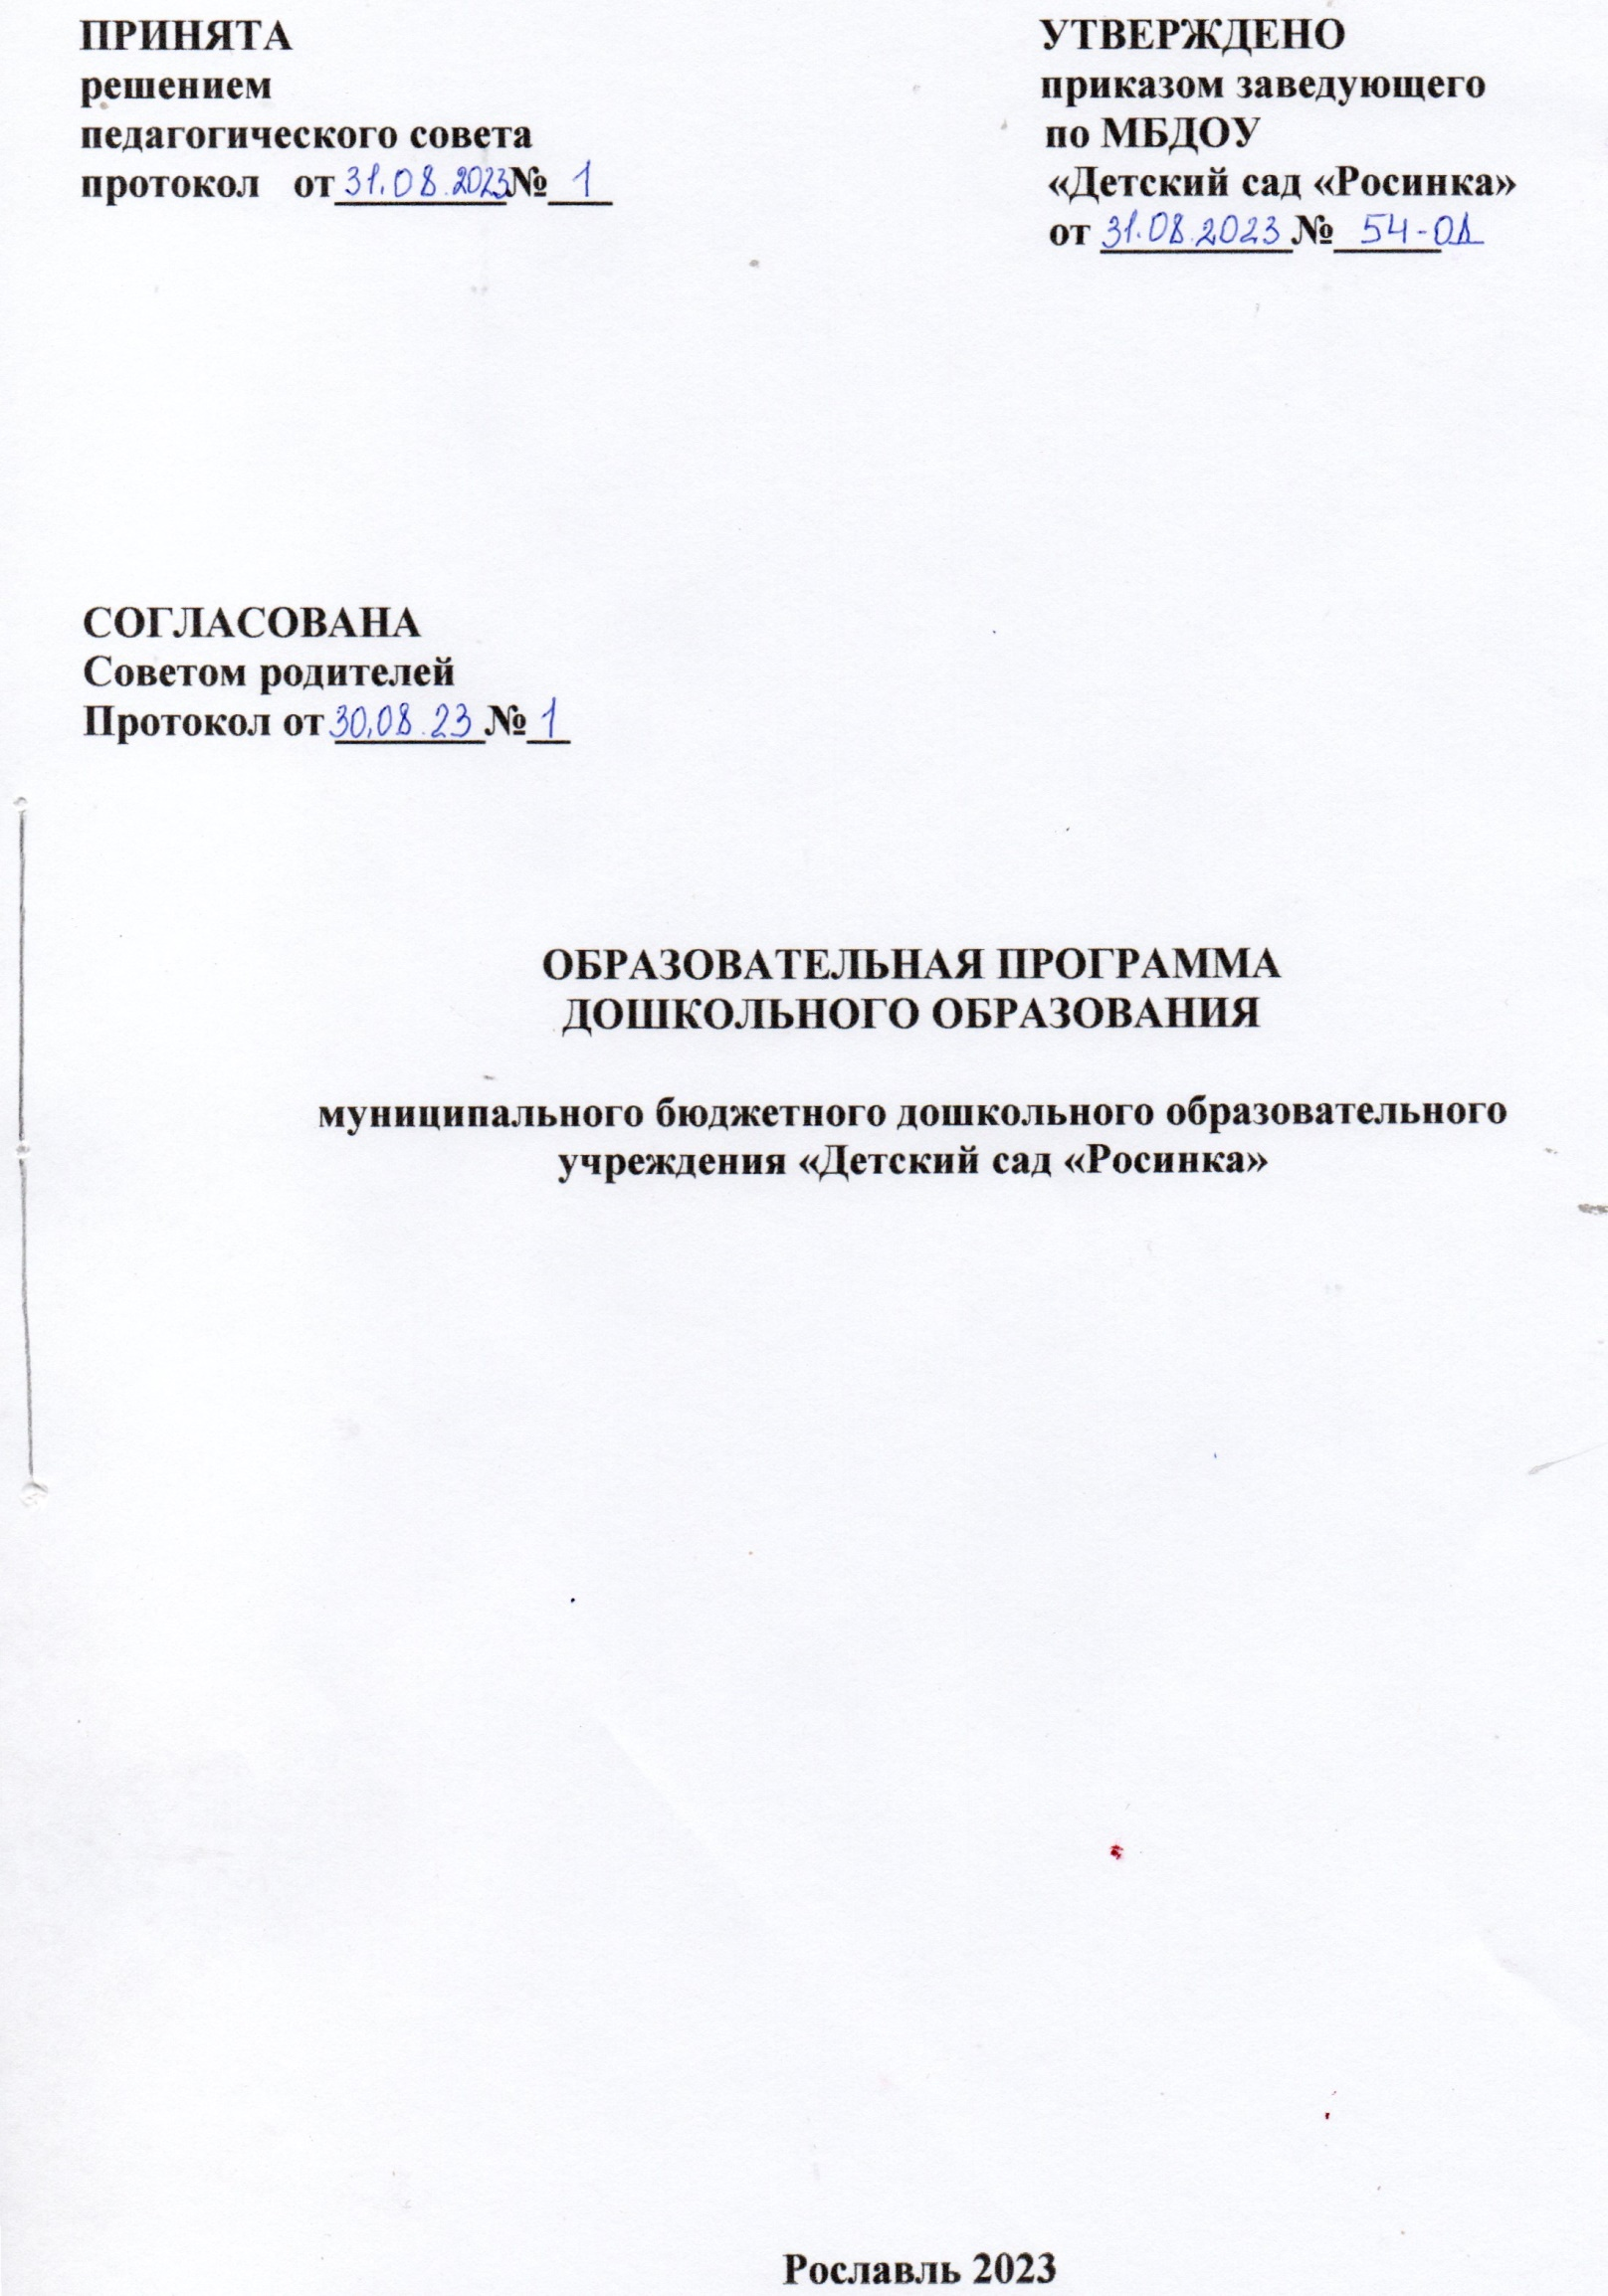 ПРИНЯТА
решением
педагогического совета
протокол от 31.08.2023 № 1
УТВЕРЖДЕНО
приказом заведующего
по МБДОУ
«Детский сад «Росинка»
от 31.08.2023 № 54-ОД
СОГЛАСОВАНА
Советом родителей
Протокол от 30.08.23 № 1
ОБРАЗОВАТЕЛЬНАЯ ПРОГРАММА
ДОШКОЛЬНОГО ОБРАЗОВАНИЯ
муниципального бюджетного дошкольного образовательного
учреждения «Детский сад «Росинка»
Рославль 2023